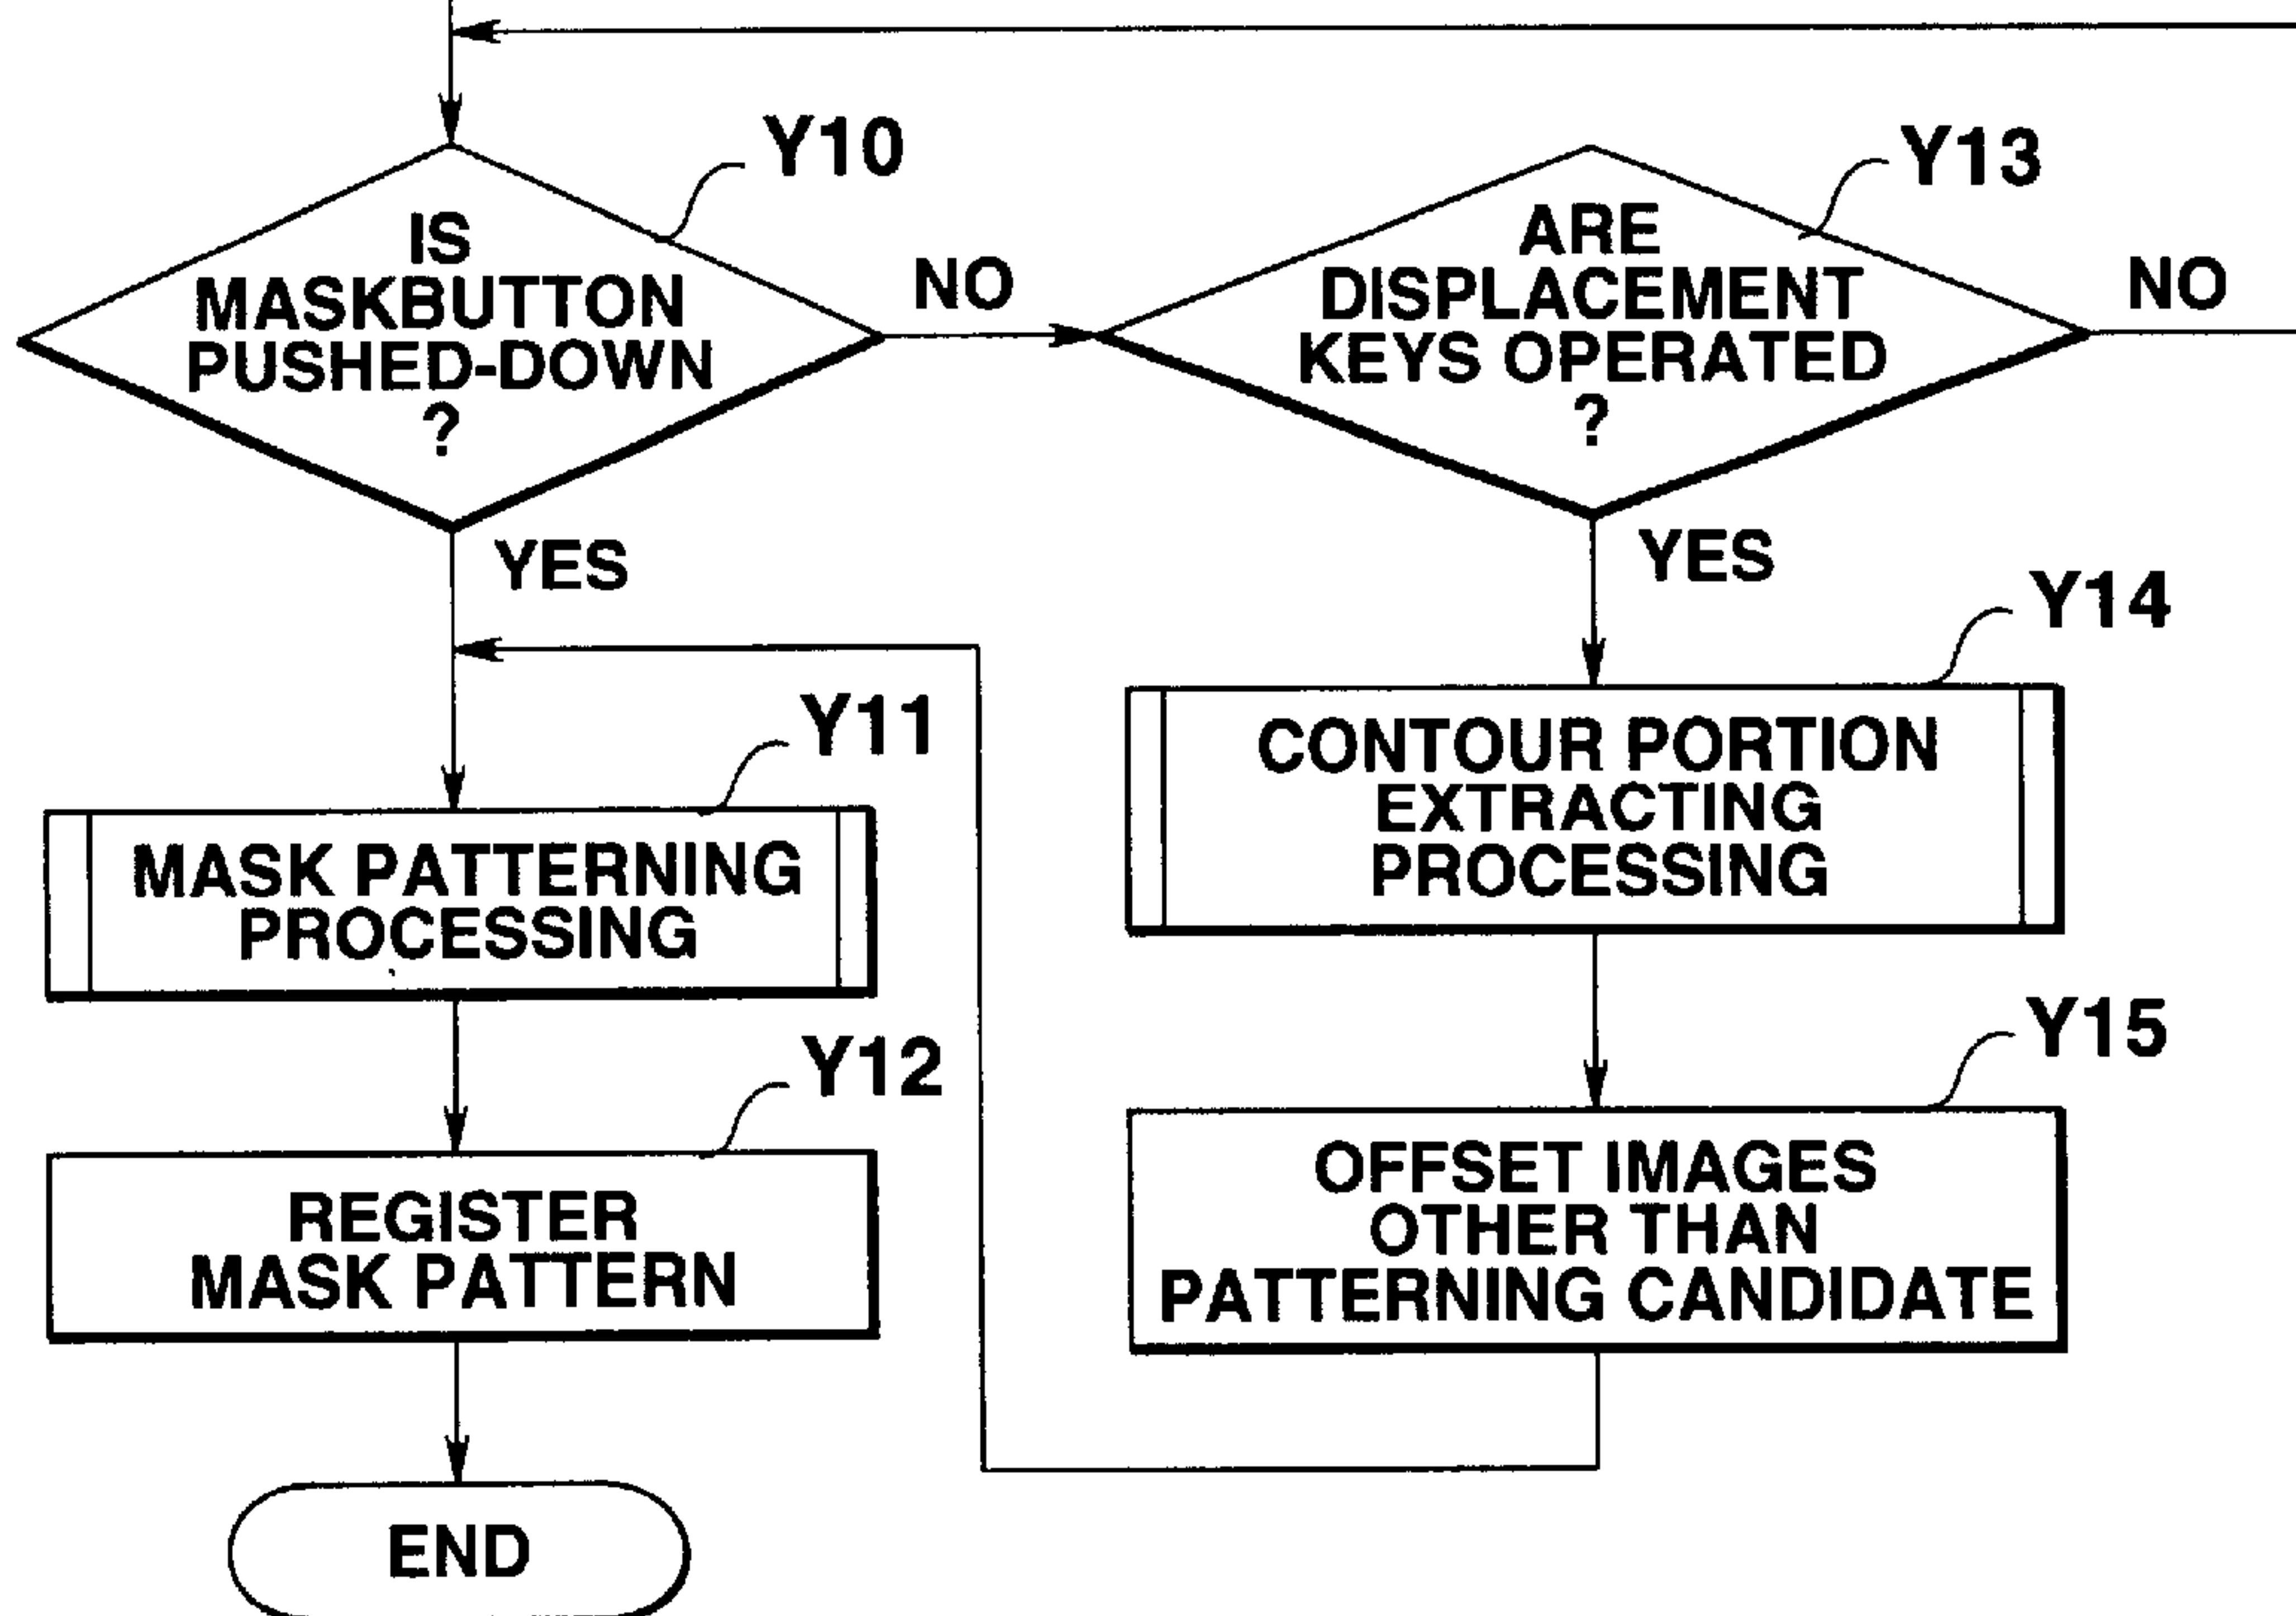 Y10
IS
MASKBUTTON
PUSHED-DOWN
?
NO
YES
Y13
ARE
DISPLACEMENT
KEYS OPERATED
?
NO
YES
Y11
MASK PATTERNING
PROCESSING
Y12
REGISTER
MASK PATTERN
END
Y14
CONTOUR PORTION
EXTRACTING
PROCESSING
Y15
OFFSET IMAGES
OTHER THAN
PATTERNING CANDIDATE